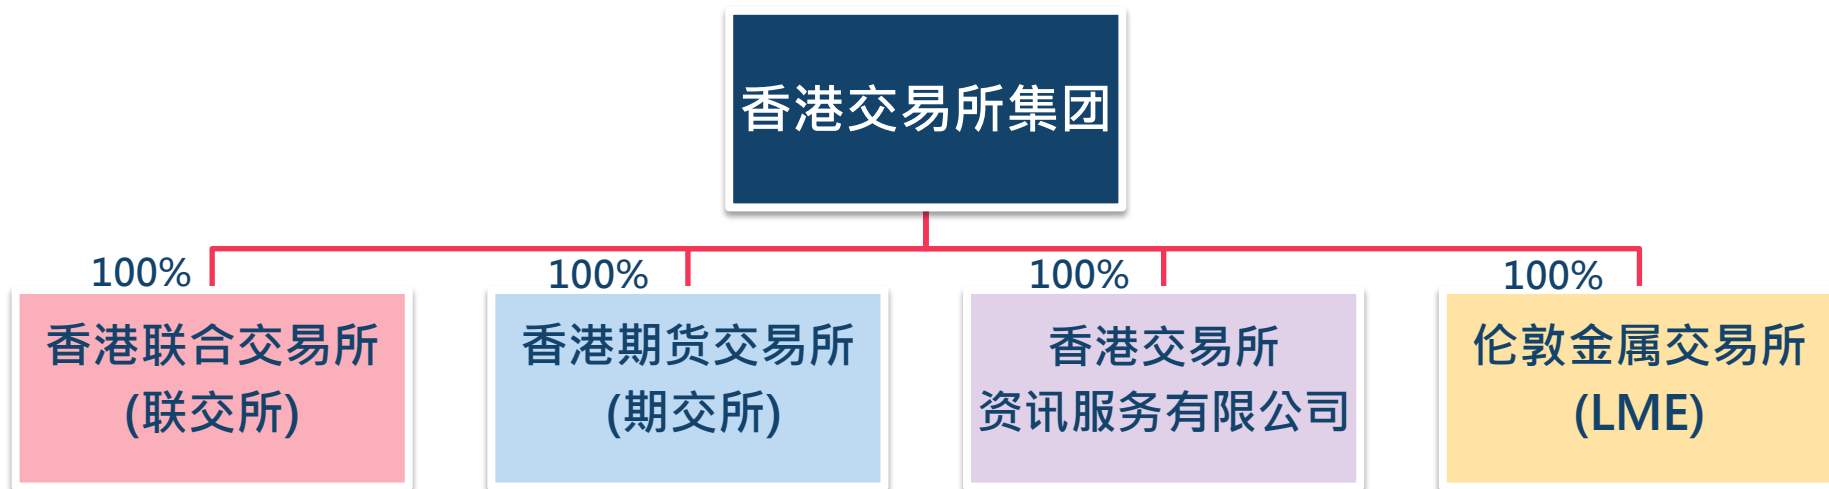 香港交易所集团
100%
100%
100%
100%
香港联合交易所
(联交所)
香港期货交易所
(期交所)
香港交易所
资讯服务有限公司
伦敦金属交易所
(LME)